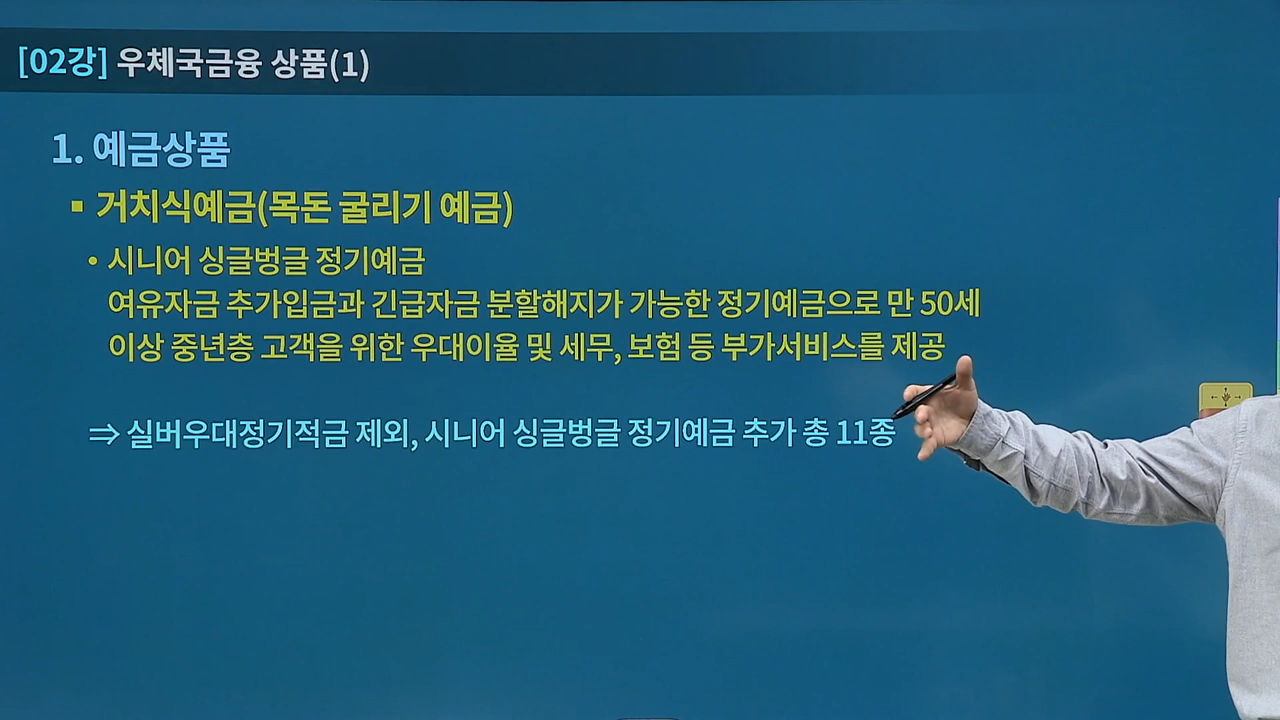 [02강] 우체국금융 상품(1)
1. 예금상품
▪ 거치식예금(목돈 굴리기 예금)
• 시니어 싱글벙글 정기예금
여유자금 추가입금과 긴급자금 분할해지가 가능한 정기예금으로 만 50세
이상 중년층 고객을 위한 우대이율 및 세무, 보험 등 부가서비스를 제공
⇒ 실버우대정기적금 제외, 시니어 싱글벙글 정기예금 추가 총 11종